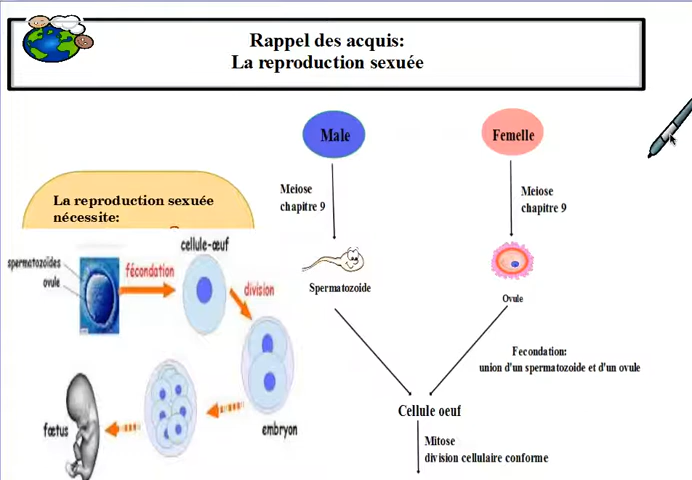 Rappel des acquis:
La reproduction sexuée
Male
Femelle
La reproduction sexuée
nécessite:
Meiose
chapitre 9
Meiose
chapitre 9
Spermatozoide
Ovule
cellule-œuf
spermatozoïdes
ovule
fécondation
division
embryon
fœtus
Fecondation:
union d'un spermatozoide et d'un ovule
Cellule oeuf
Mitose
division cellulaire conforme